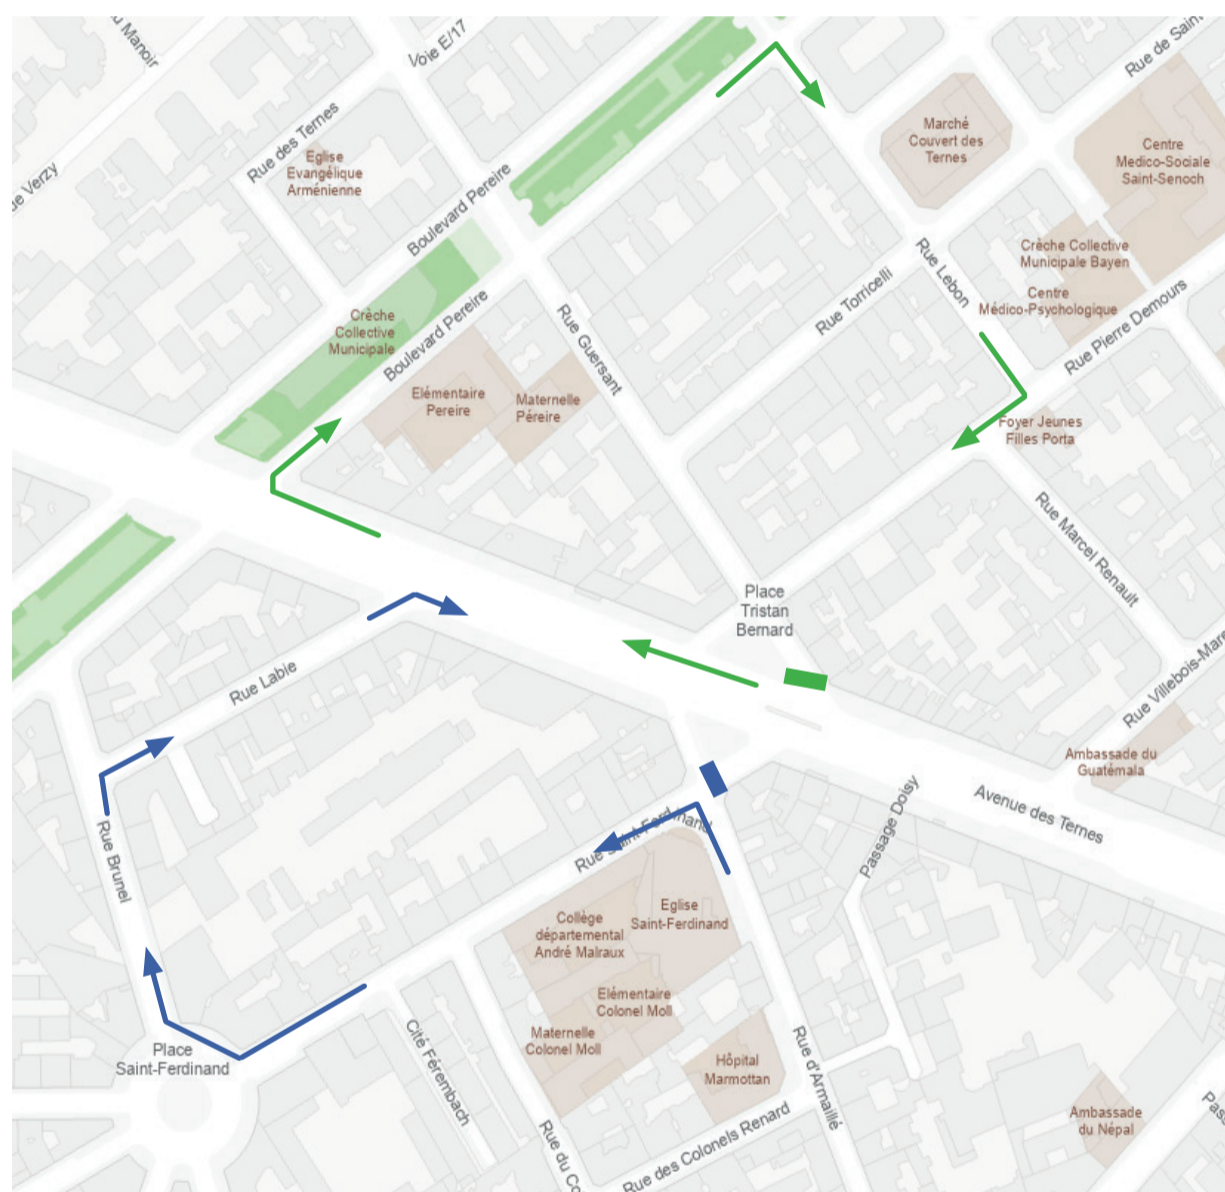 Manoir
Voie E/17
Rue de Saint
Rue des Ternes
Marché
Couvert des
Ternes
Centre
Medico-Sociale
Saint-Senoch
Eglise
Evangélique
Arménienne
Verzy
Boulevard Pereire
Rue Lebon
Crèche Collective
Municipale Bayen
Centre
Médico-Psychologique
Rue Torricelli
Rue Pierre Demours
Crèche
Collective
Municipale
Boulevard Pereire
Rue Guersant
Elémentaire
Pereire
Maternelle
Péreire
Foyer Jeunes
Filles Porta
Rue Marcel Renault
Place
Tristan
Bernard
Rue Labie
Rue Villebois-Mare
Ambassade du
Guatémala
Avenue des Ternes
Passage Doisy
Rue Saint-Ferdinand
Rue Brunel
Eglise
Saint-Ferdinand
Collège
départemental
André Malraux
Elémentaire
Colonel Moll
Maternelle
Colonel Moll
Place
Saint-Ferdinand
Cité Férembach
Hôpital
Marmottan
Rue d'Armaillé
Rue du Co
Rue des Colonels Renard
Ambassade
du Népal
Pas